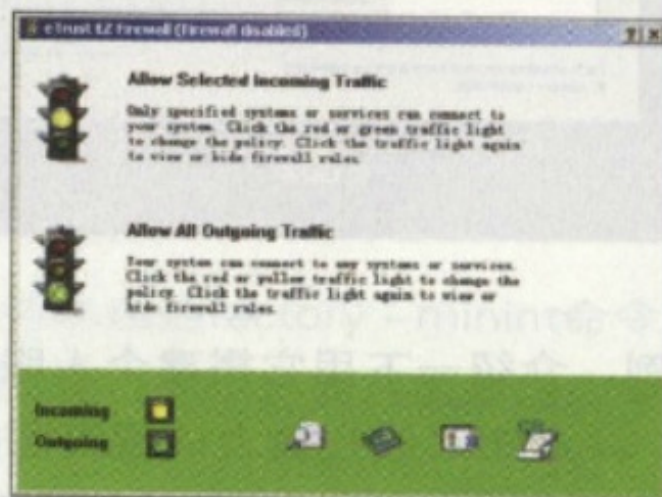 eTrust EZ firewall (firewall disabled)
Allow Selected Incoming Traffic
Only specified systems or services can connect to
your system. Click the red or green traffic light
to change the policy. Click the traffic light again
to view or hide firewall rules.
Allow All Outgoing Traffic
Your system can connect to any systems or services.
Click the red or yellow traffic light to change the
policy. Click the traffic light again to view or
hide firewall rules.
Incoming
Outgoing